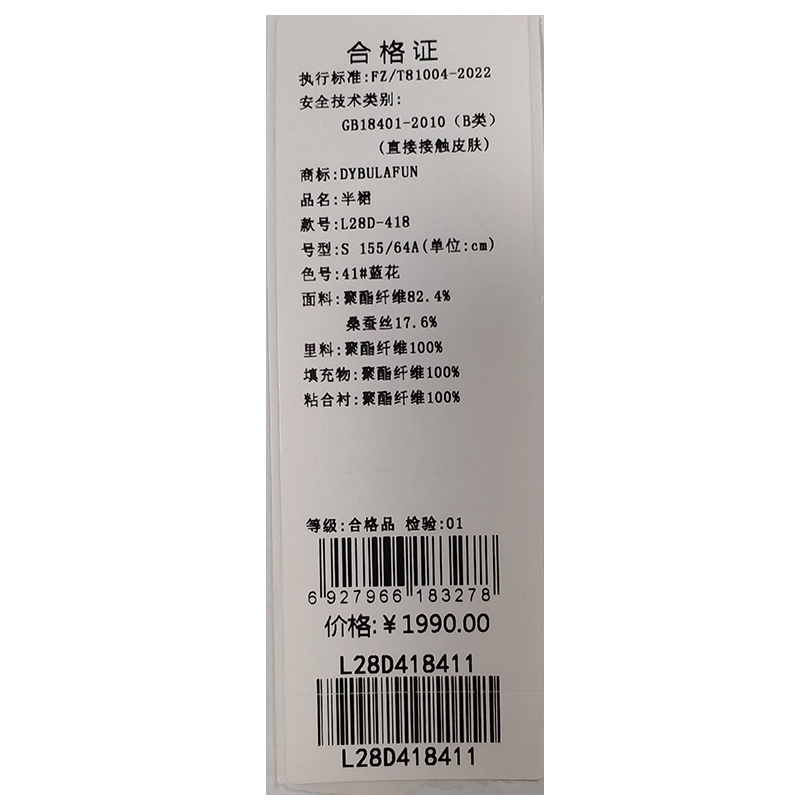 合格证
执行标准:FZ/T81004-2022
安全技术类别:
GB18401-2010（B类）
(直接接触皮肤)
商标:DYBULAFUN
品名:半裙
款号:L28D-418
号型:S 155/64A(单位:cm)
色号:41#蓝花
面料:聚酯纤维82.4%
桑蚕丝17.6%
里料:聚酯纤维100%
填充物:聚酯纤维100%
粘合衬:聚酯纤维100%
等级:合格品 检验:01
6 927966 183278
价格:￥1990.00
L28D418411
L28D418411